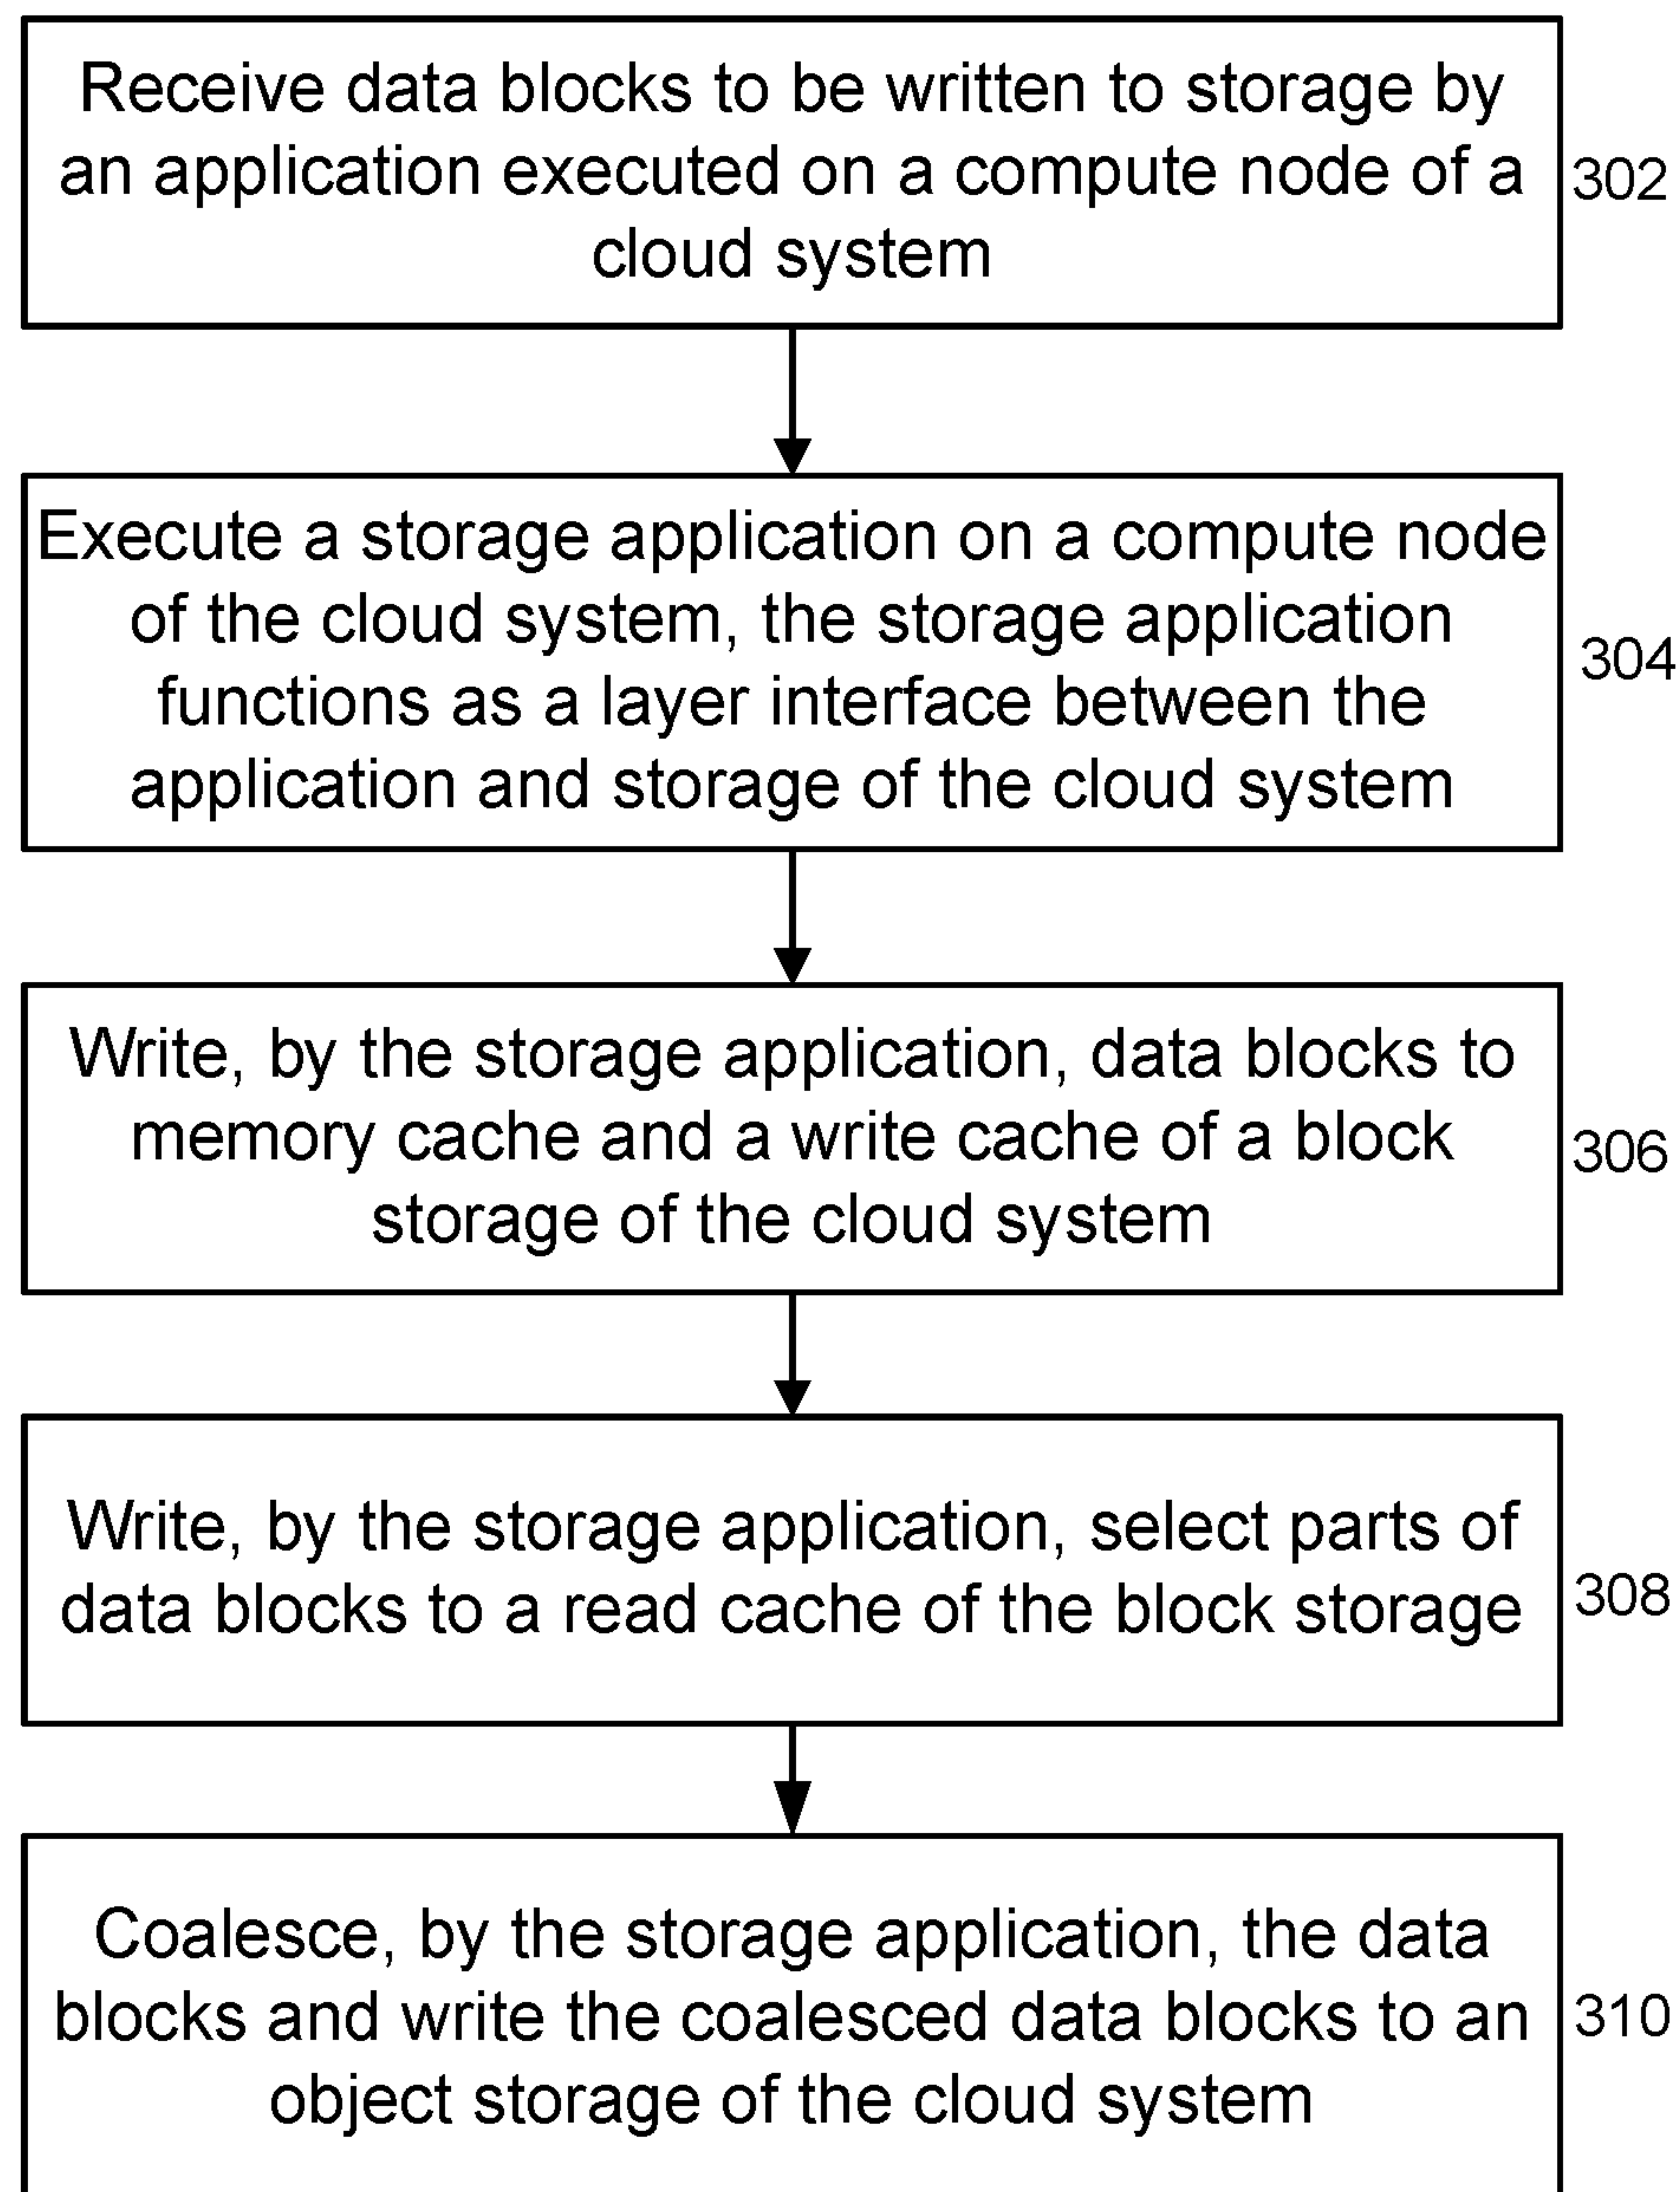 Receive data blocks to be written to storage by
an application executed on a compute node of a
cloud system
302
Execute a storage application on a compute node
of the cloud system, the storage application
functions as a layer interface between the
application and storage of the cloud system
304
Write, by the storage application, data blocks to
memory cache and a write cache of a block
storage of the cloud system
306
Write, by the storage application, select parts of
data blocks to a read cache of the block storage
308
Coalesce, by the storage application, the data
blocks and write the coalesced data blocks to an
object storage of the cloud system
310